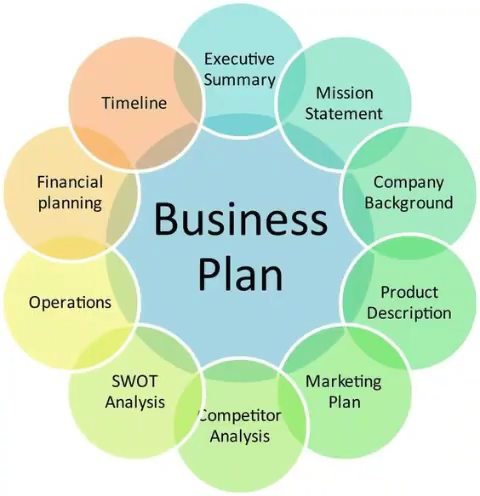 Executive
Summary
Mission
Statement
Company
Background
Product
Description
Marketing
Plan
Competitor
Analysis
SWOT
Analysis
Operations
Financial
planning
Timeline
Business
Plan